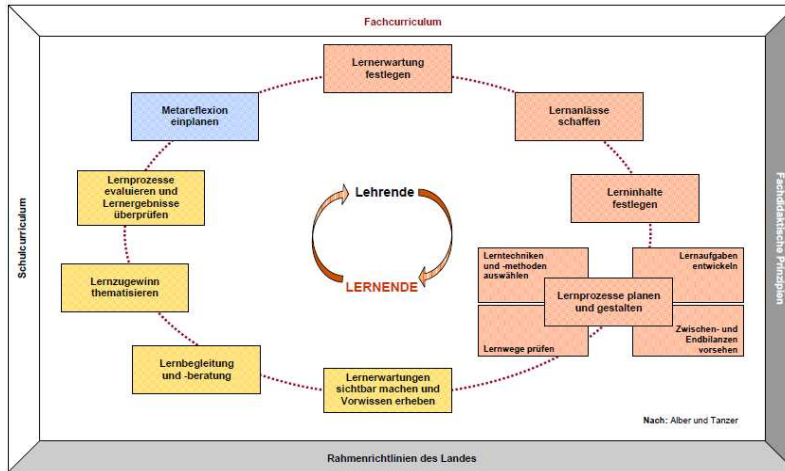 Fachcurriculum
Lernerwartung
festlegen
Metareflexion
einplanen
Lernanlässe
schaffen
Lernprozesse
evaluieren und
Lernergebnisse
überprüfen
Lehrende
Lerninhalte
festlegen
Schulcurriculum
Fachdidaktische Prinzipien
Lernzugewinn
thematisieren
LERNENDE
Lerntechniken
und -methoden
auswählen
Lernaufgaben
entwickeln
Lernprozesse planen
und gestalten
Lernwege prüfen
Zwischen- und
Endbilanzen
vorsehen
Lernbegleitung
und -beratung
Lernerwartungen
sichtbar machen und
Vorwissen erheben
Nach: Alber und Tanzer
Rahmenrichtlinien des Landes